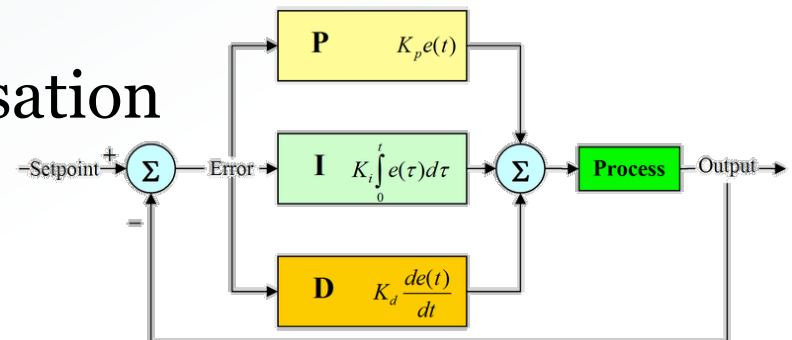 sation
P K_p e(t)
+
Setpoint Σ Error I K_i ∫_0^t e(τ)dτ Σ Process Output
−
D K_d de(t)/dt